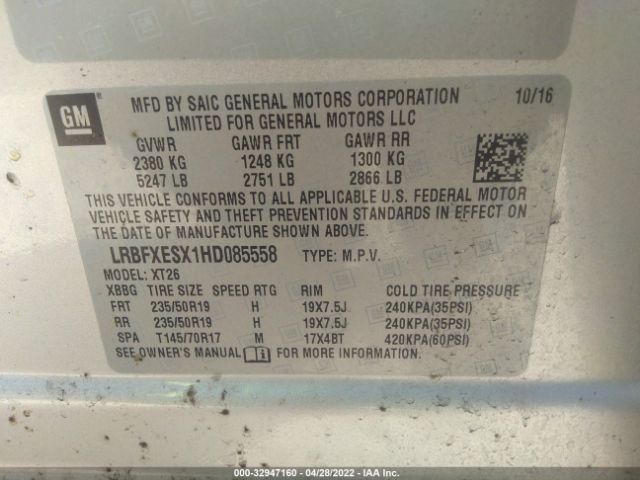 GM
MFD BY SAIC GENERAL MOTORS CORPORATION 10/16
LIMITED FOR GENERAL MOTORS LLC
GVWR GAWR FRT GAWR RR
2380 KG 1248 KG 1300 KG
5247 LB 2751 LB 2866 LB
THIS VEHICLE CONFORMS TO ALL APPLICABLE U.S. FEDERAL MOTOR
VEHICLE SAFETY AND THEFT PREVENTION STANDARDS IN EFFECT ON
THE DATE OF MANUFACTURE SHOWN ABOVE.
LRBFXESX1HD085558 TYPE: M.P.V.
MODEL: XT26
XBBG TIRE SIZE SPEED RTG RIM COLD TIRE PRESSURE
FRT 235/50R19 H 19X7.5J 240KPA(35PSI)
RR 235/50R19 H 19X7.5J 240KPA(35PSI)
SPA T145/70R17 M 17X4BT 420KPA(60PSI)
SEE OWNER'S MANUAL FOR MORE INFORMATION.
STOCK: 32947160 | 04/28/2022 | IAA Inc.